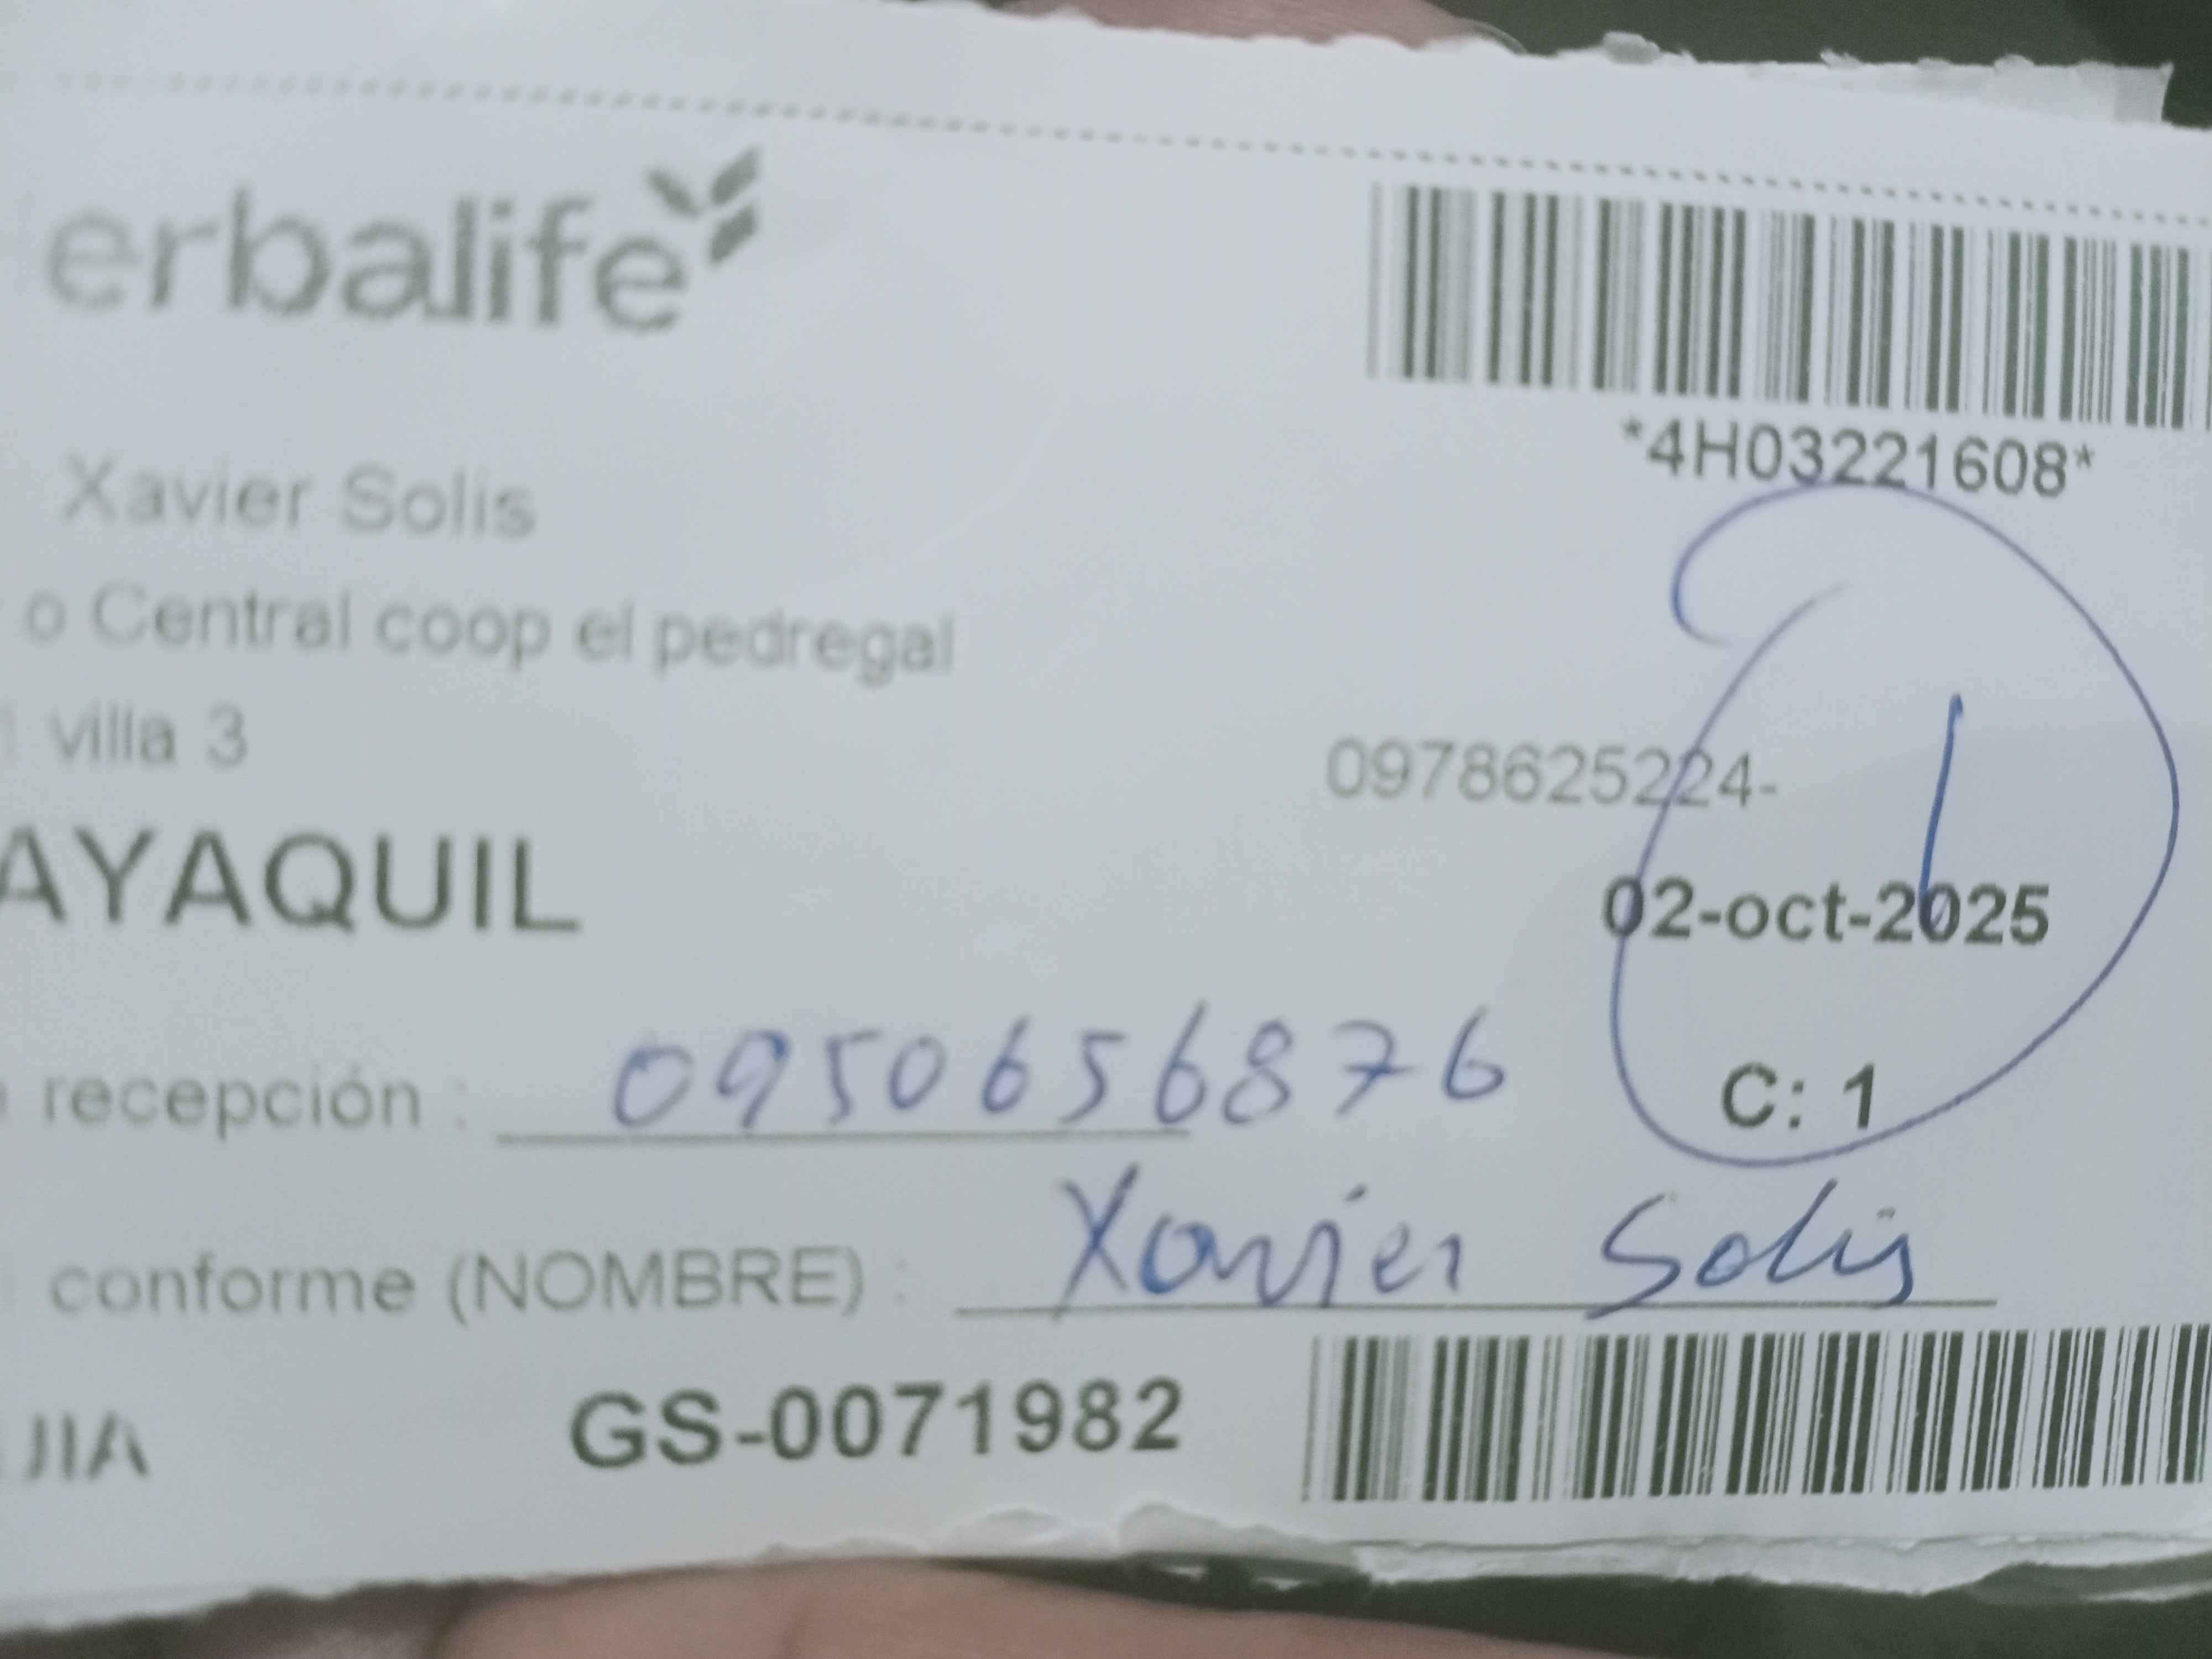 erbalife
*4H03221608*
Xavier Solis
o Central coop el pedregal
villa 3
0978625224-
AYAQUIL
02-oct-2025
recepción : 0950656876
C: 1
conforme (NOMBRE) : Xavier Solis
JIA
GS-0071982